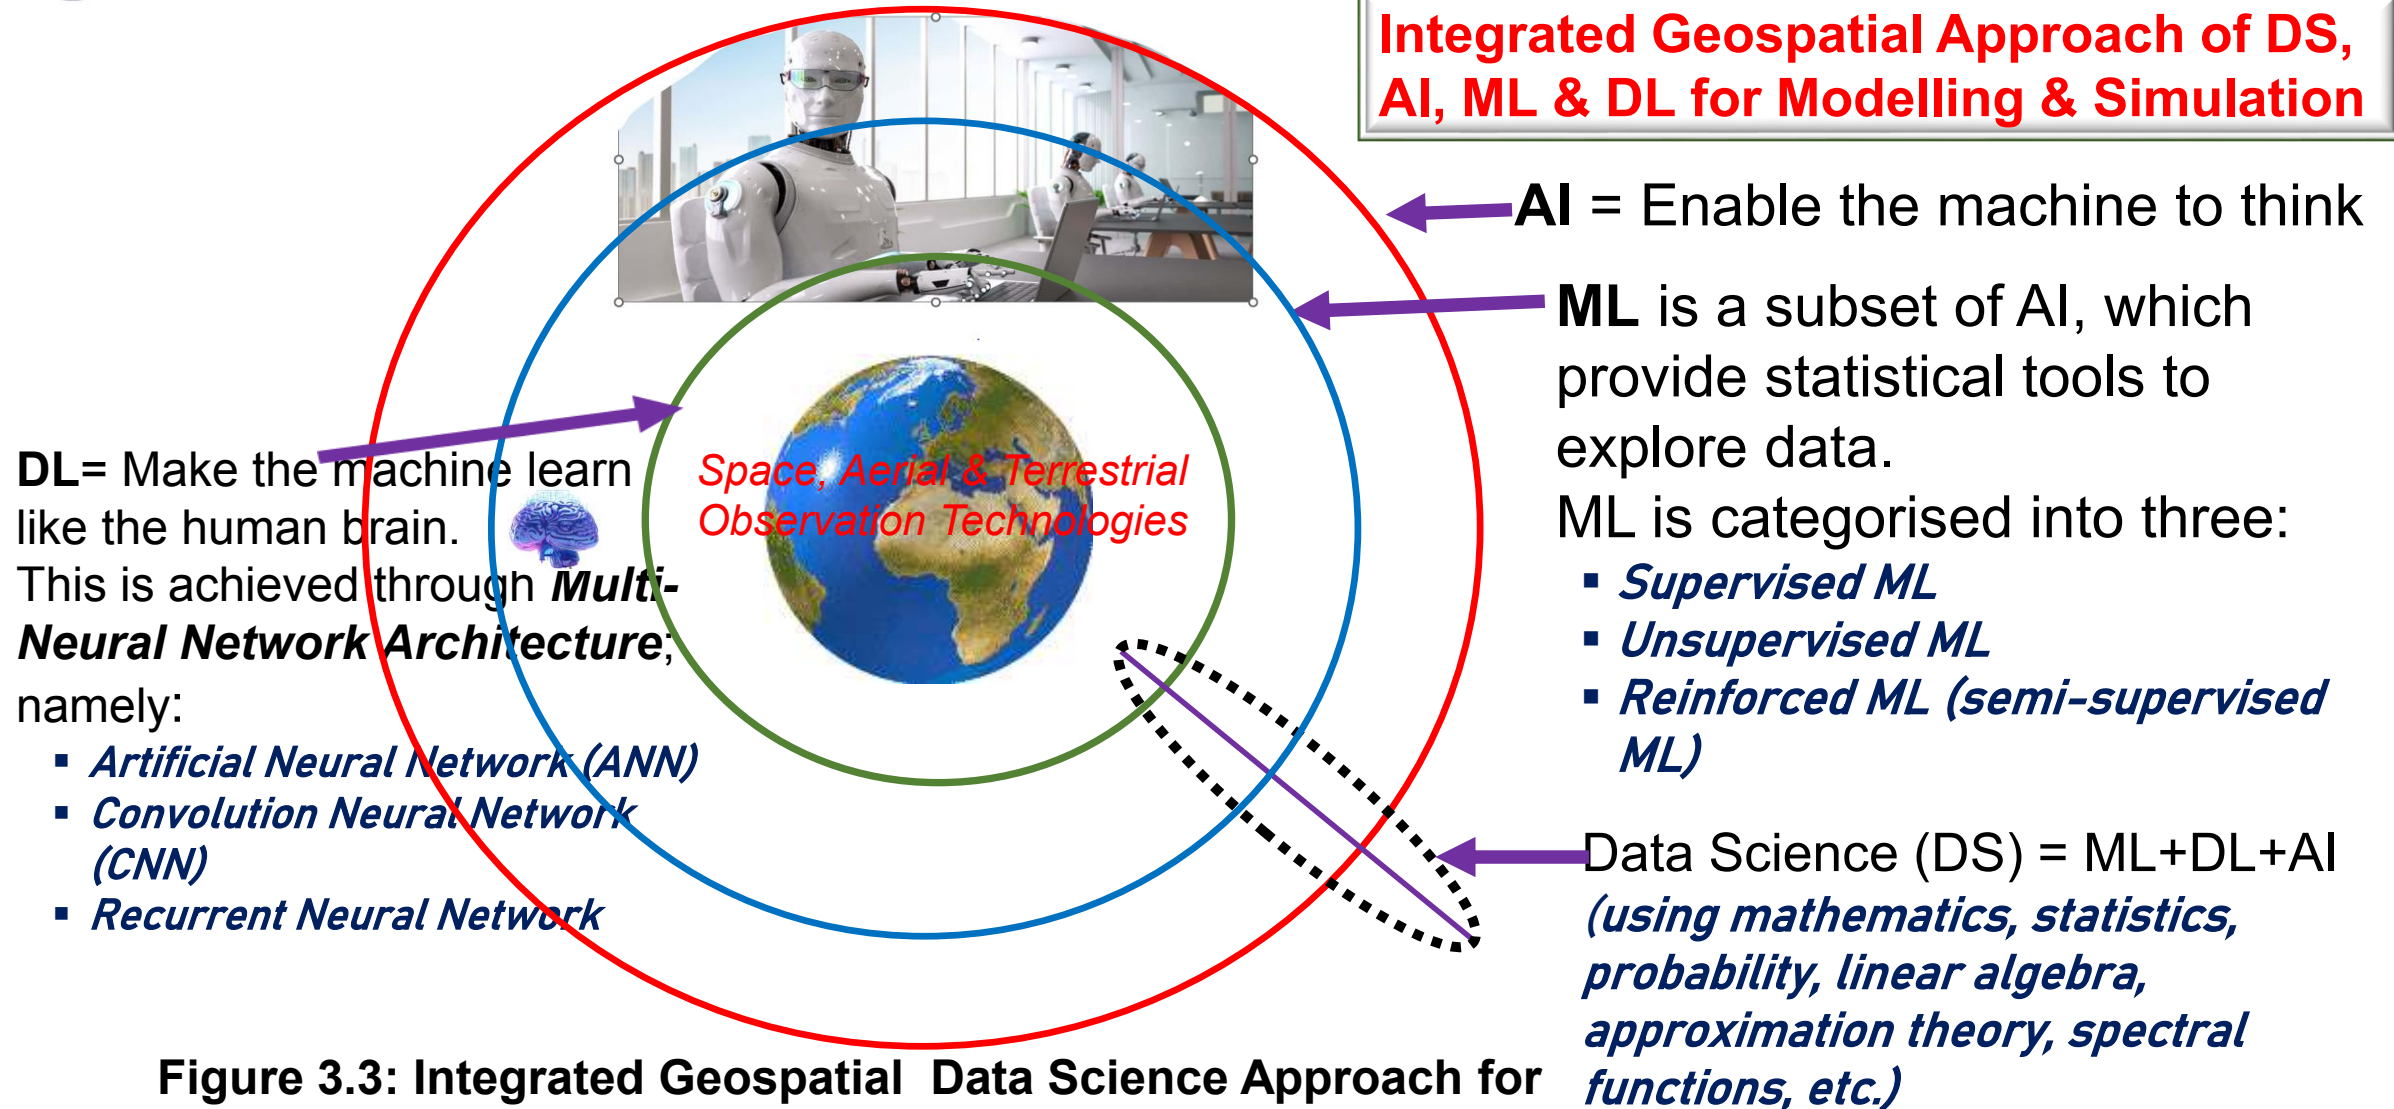 Integrated Geospatial Approach of DS,
AI, ML & DL for Modelling & Simulation
AI = Enable the machine to think
ML is a subset of AI, which
provide statistical tools to
explore data.
ML is categorised into three:
▪ Supervised ML
▪ Unsupervised ML
▪ Reinforced ML (semi-supervised
ML)
DL= Make the machine learn
like the human brain.
This is achieved through Multi-
Neural Network Architecture;
namely:
▪ Artificial Neural Network (ANN)
▪ Convolution Neural Network
(CNN)
▪ Recurrent Neural Network
Space, Aerial & Terrestrial
Observation Technologies
Data Science (DS) = ML+DL+AI
(using mathematics, statistics,
probability, linear algebra,
approximation theory, spectral
functions, etc.)
Figure 3.3: Integrated Geospatial Data Science Approach for